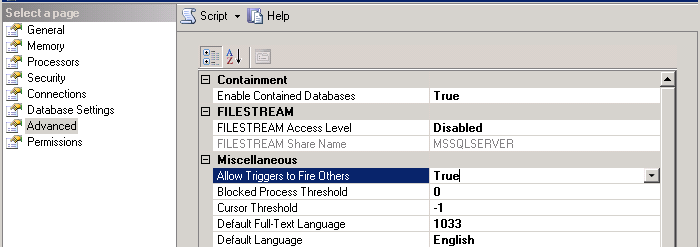 Select a page
General
Memory
Processors
Security
Connections
Database Settings
Advanced
Permissions
Script Help
Containment
Enable Contained Databases True
FILESTREAM
FILESTREAM Access Level Disabled
FILESTREAM Share Name MSSQLSERVER
Miscellaneous
Allow Triggers to Fire Others True
Blocked Process Threshold 0
Cursor Threshold -1
Default Full-Text Language 1033
Default Language English